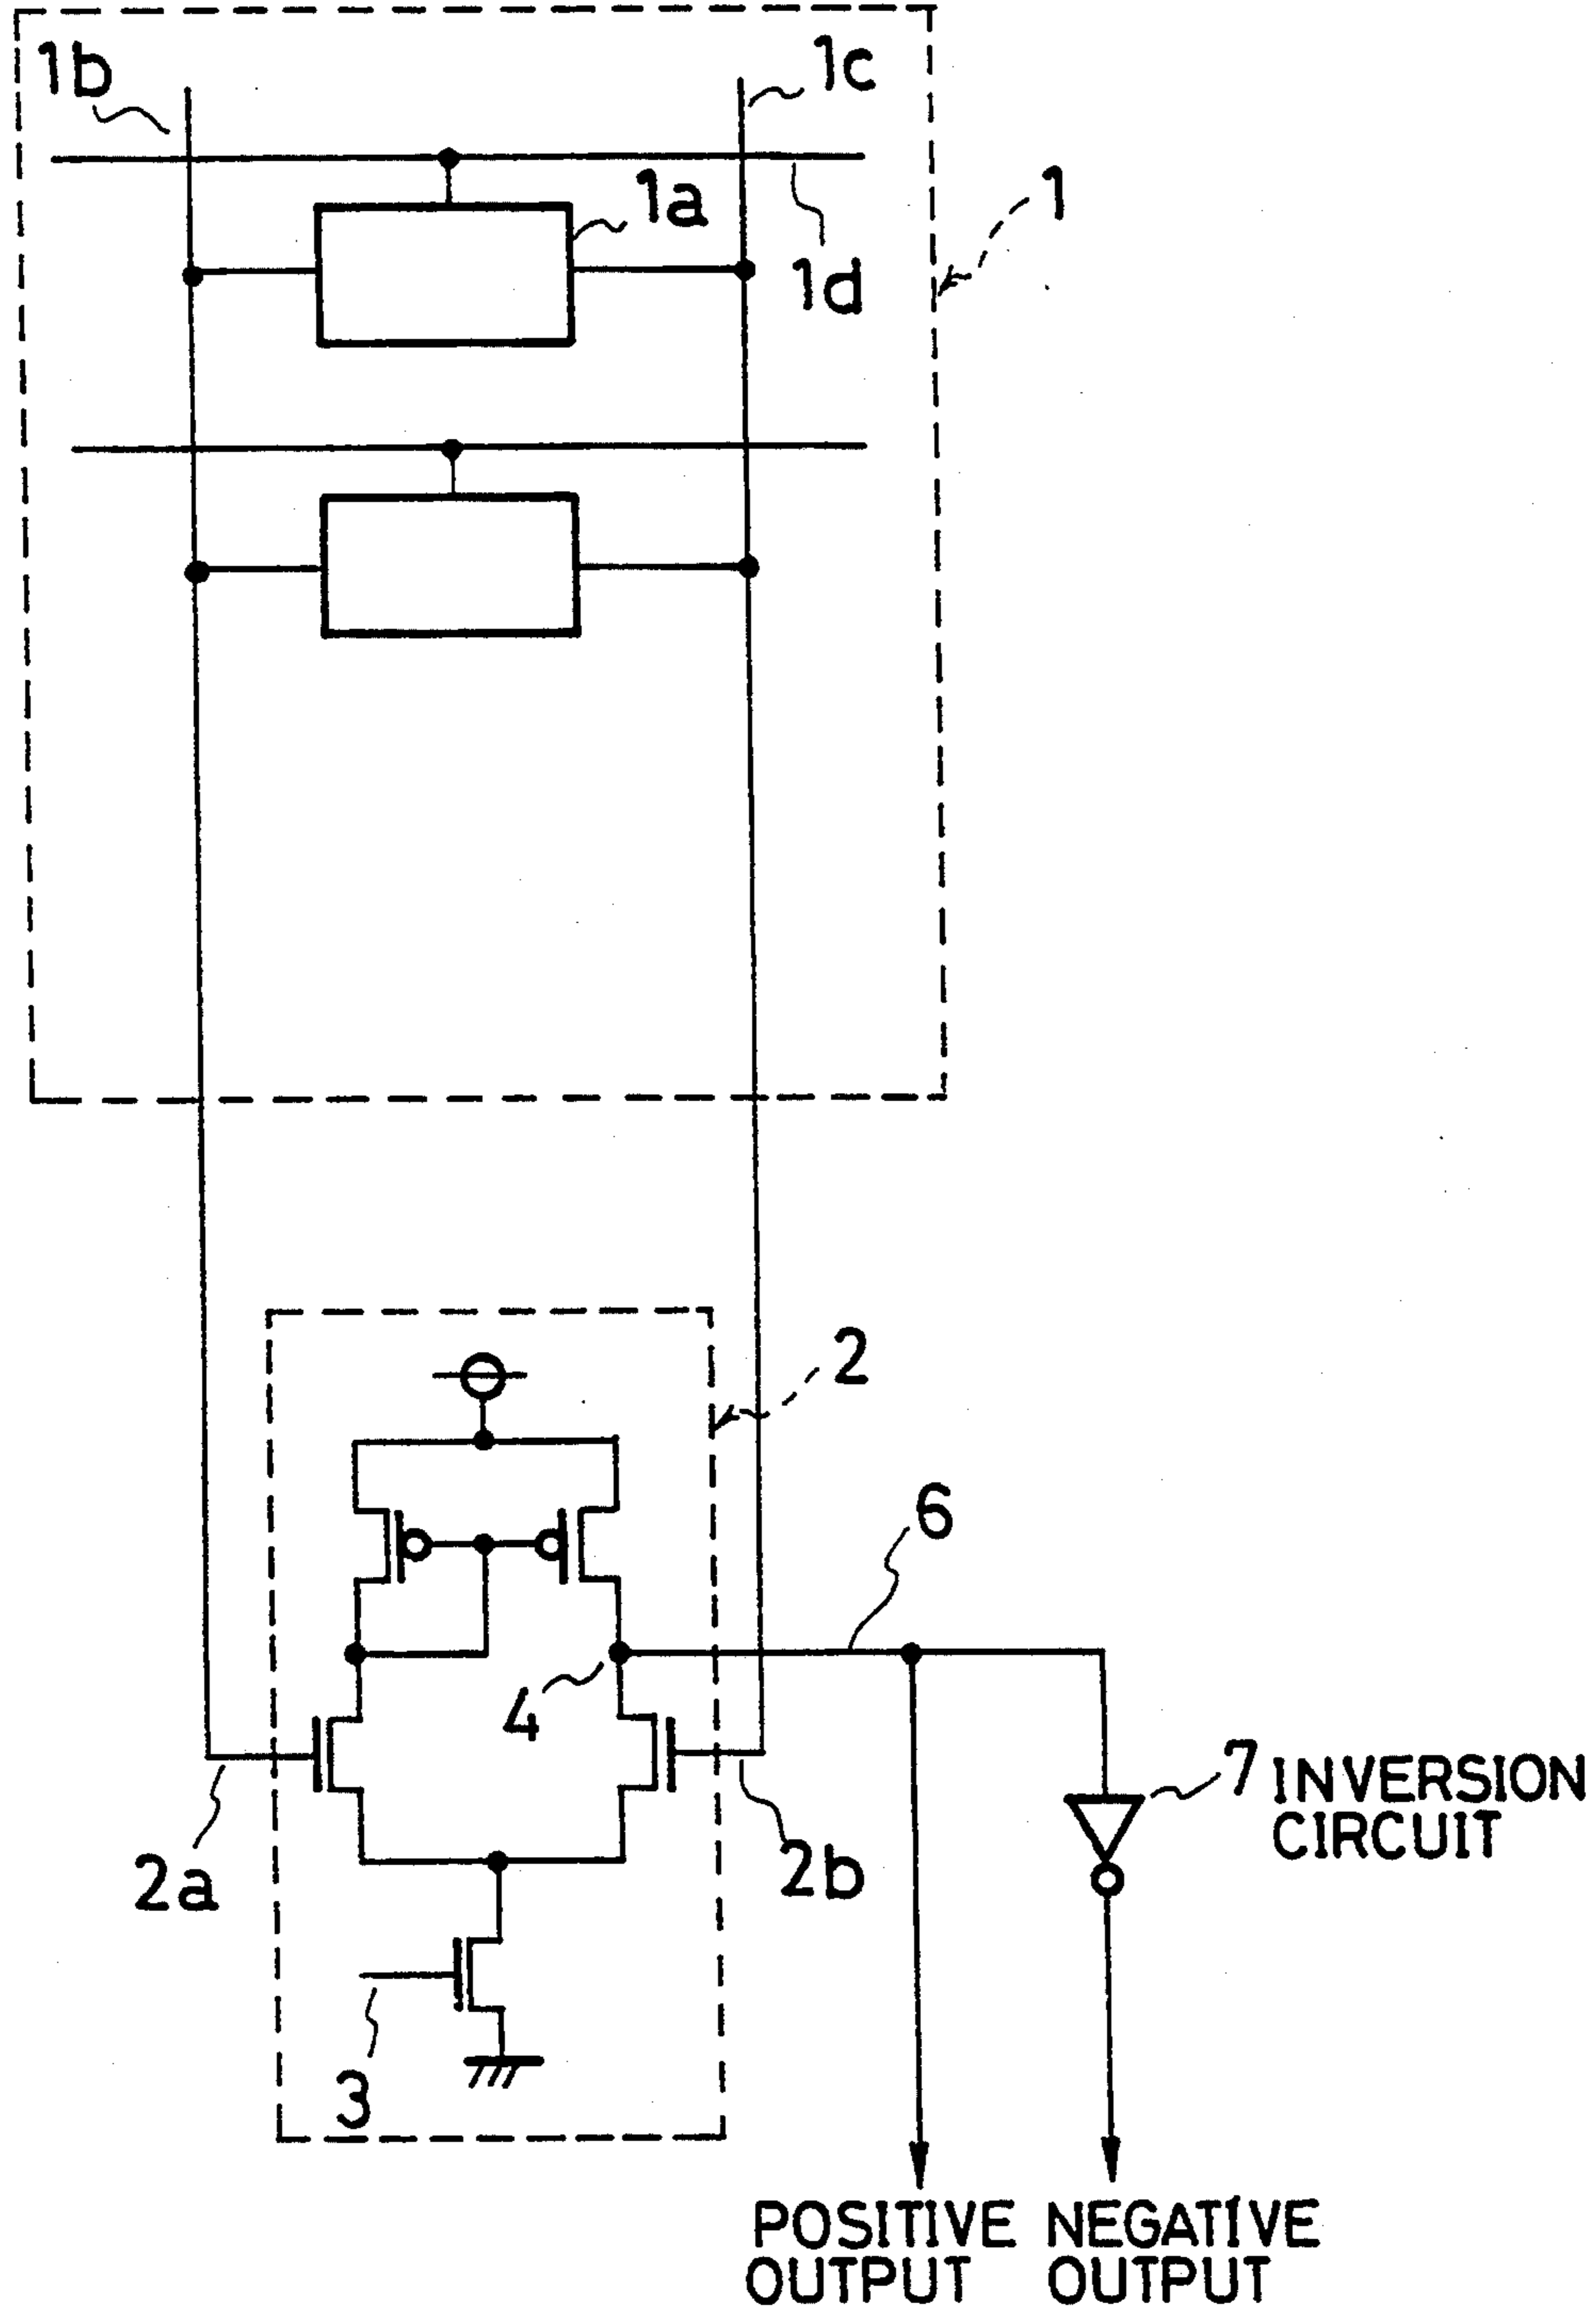 1b
1c
1a
1
1d
2
6
4
7 INVERSION
CIRCUIT
2a
2b
3
POSITIVE NEGATIVE
OUTPUT OUTPUT